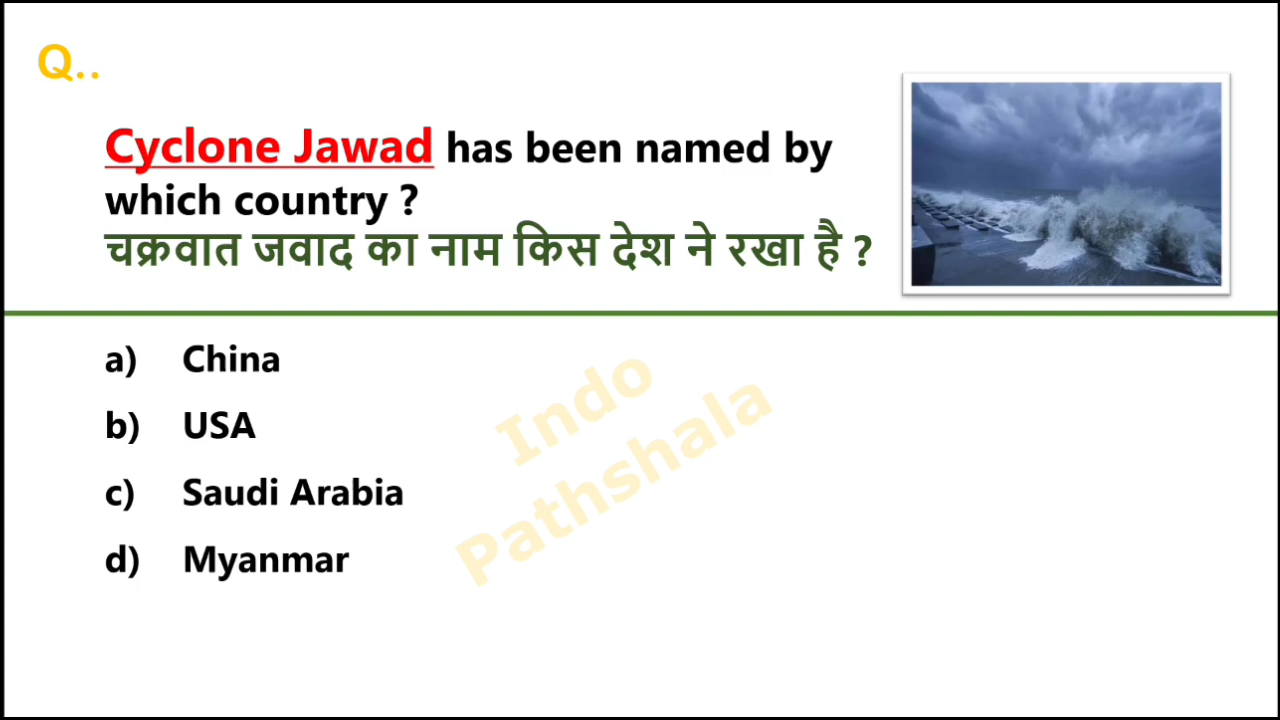 Q..
Cyclone Jawad has been named by
which country ?
चक्रवात जवाद का नाम किस देश ने रखा है ?
a) China
b) USA
c) Saudi Arabia
d) Myanmar
Indo
Pathshala